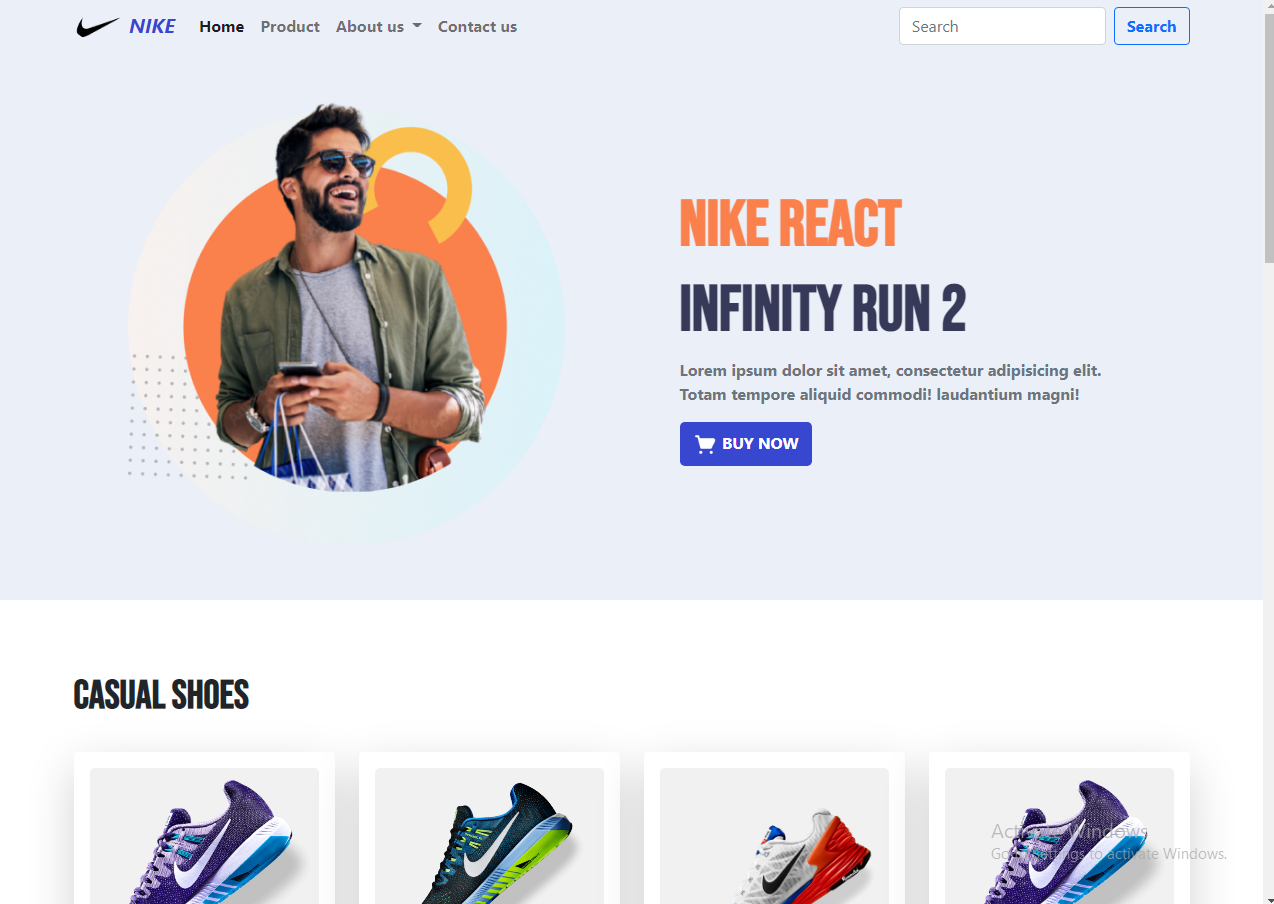 NIKE Home Product About us Contact us Search Search
NIKE REACT
INFINITY RUN 2
Lorem ipsum dolor sit amet, consectetur adipisicing elit.
Totam tempore aliquid commodi! laudantium magni!
BUY NOW
CASUAL SHOES
Activate Windows
Go to Settings to activate Windows.